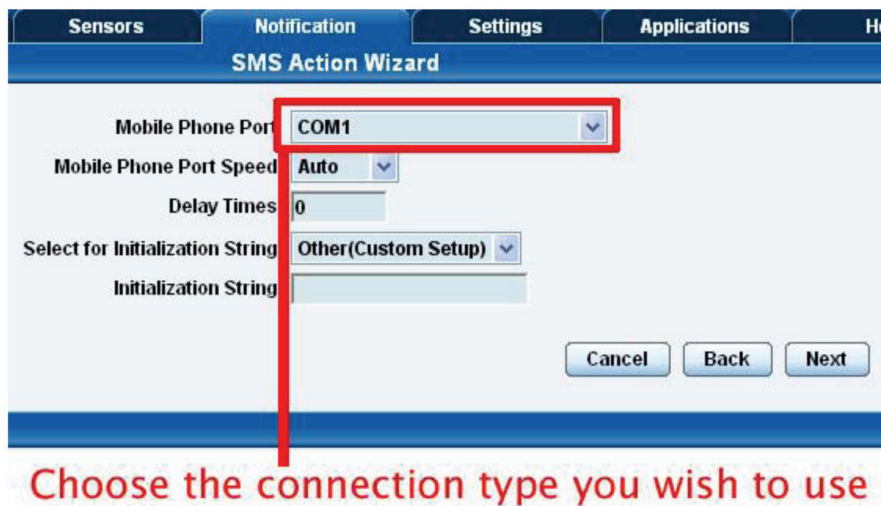 Sensors Notification Settings Applications
SMS Action Wizard
Mobile Phone Port COM1
Mobile Phone Port Speed Auto
Delay Times 0
Select for Initialization String Other(Custom Setup)
Initialization String
Cancel Back Next
Choose the connection type you wish to use